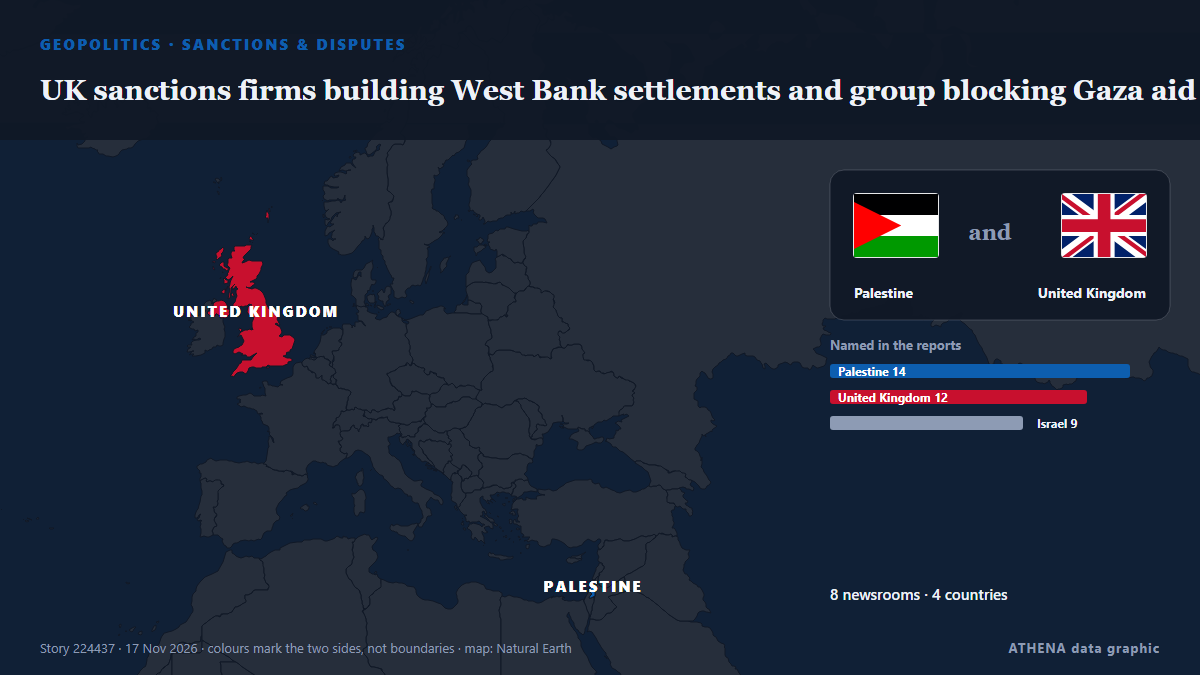 GEOPOLITICS · SANCTIONS & DISPUTES
UK sanctions firms building West Bank settlements and group blocking Gaza aid
UNITED KINGDOM
PALESTINE
and
Palestine
United Kingdom
Named in the reports
Palestine 14
United Kingdom 12
Israel 9
8 newsrooms · 4 countries
Story 224437 · 17 Nov 2026 · colours mark the two sides, not boundaries · map: Natural Earth
ATHENA data graphic